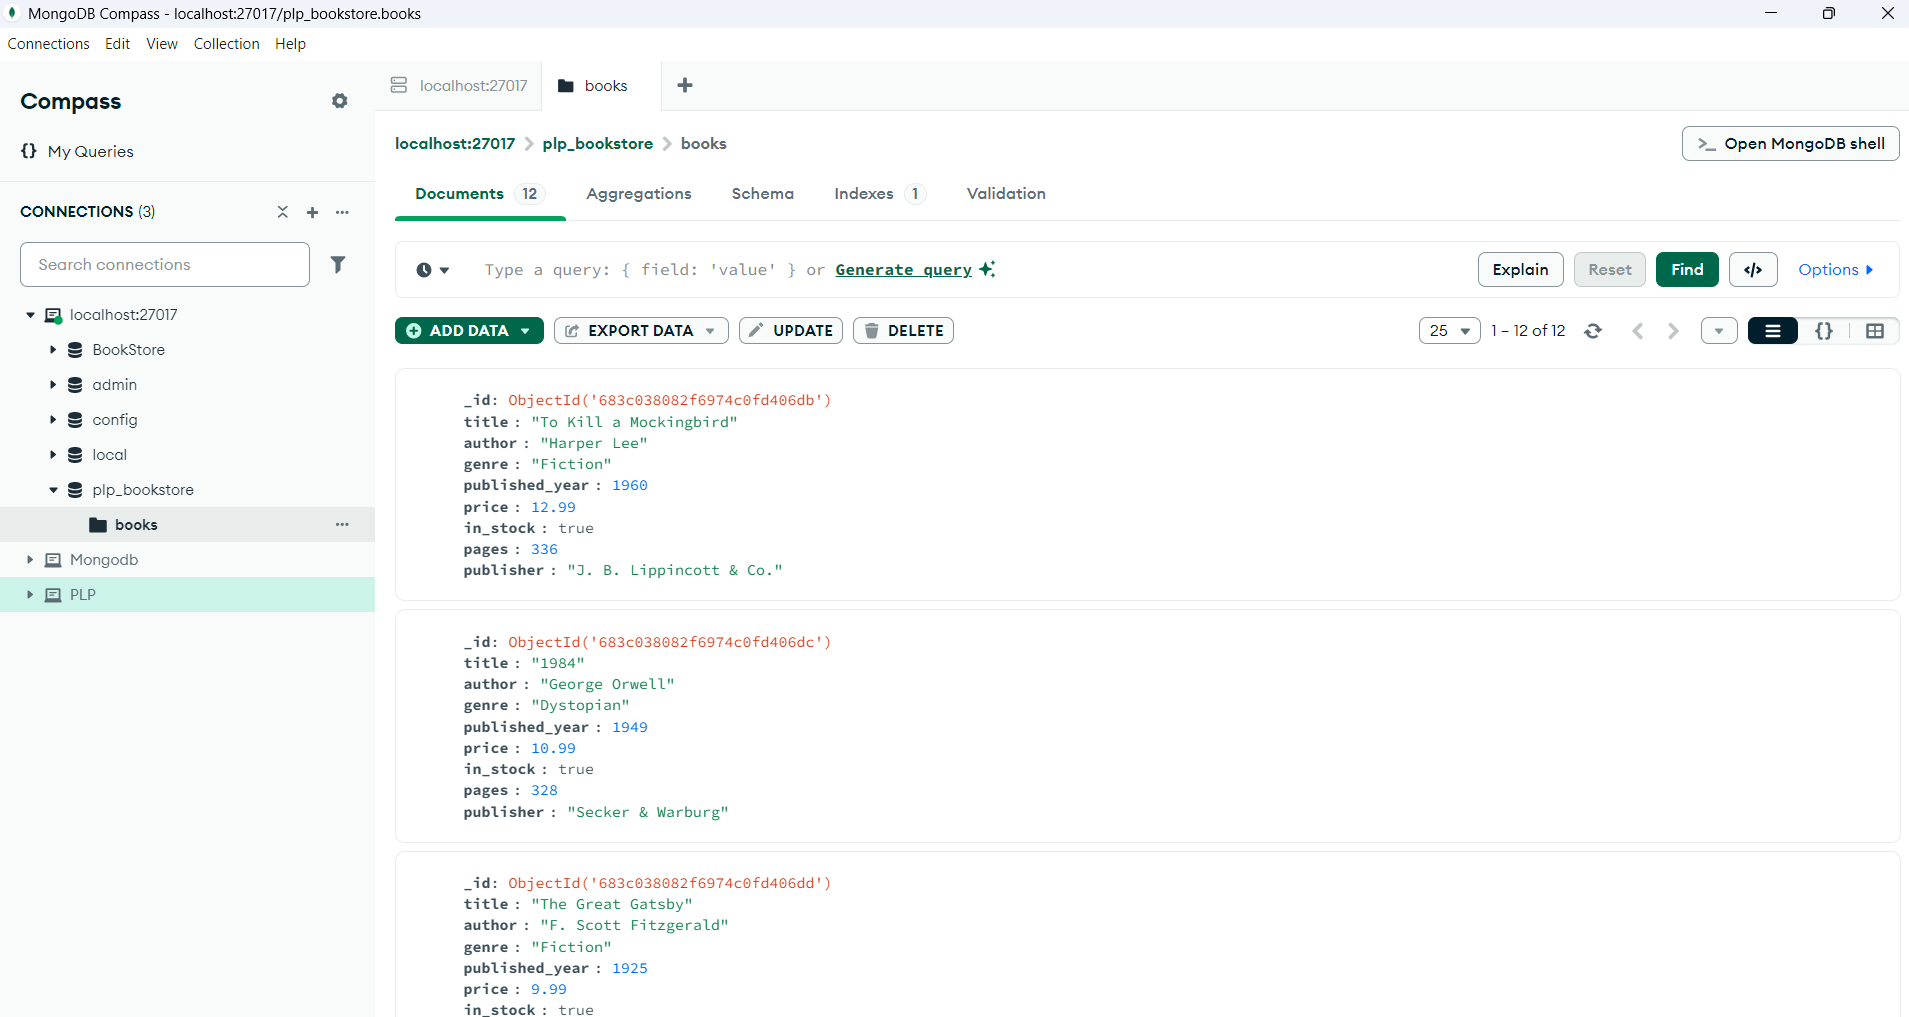 MongoDB Compass - localhost:27017/plp_bookstore.books
Connections Edit View Collection Help
Compass
{} My Queries
CONNECTIONS (3)
Search connections
localhost:27017
BookStore
admin
config
local
plp_bookstore
books
Mongodb
PLP
localhost:27017 books
localhost:27017 > plp_bookstore > books
>_ Open MongoDB shell
Documents 12 Aggregations Schema Indexes 1 Validation
Type a query: { field: 'value' } or Generate query
Explain Reset Find </> Options
ADD DATA EXPORT DATA UPDATE DELETE
25 1 – 12 of 12 {}
_id: ObjectId('683c038082f6974c0fd406db')
title : "To Kill a Mockingbird"
author : "Harper Lee"
genre : "Fiction"
published_year : 1960
price : 12.99
in_stock : true
pages : 336
publisher : "J. B. Lippincott & Co."
_id: ObjectId('683c038082f6974c0fd406dc')
title : "1984"
author : "George Orwell"
genre : "Dystopian"
published_year : 1949
price : 10.99
in_stock : true
pages : 328
publisher : "Secker & Warburg"
_id: ObjectId('683c038082f6974c0fd406dd')
title : "The Great Gatsby"
author : "F. Scott Fitzgerald"
genre : "Fiction"
published_year : 1925
price : 9.99
in_stock : true